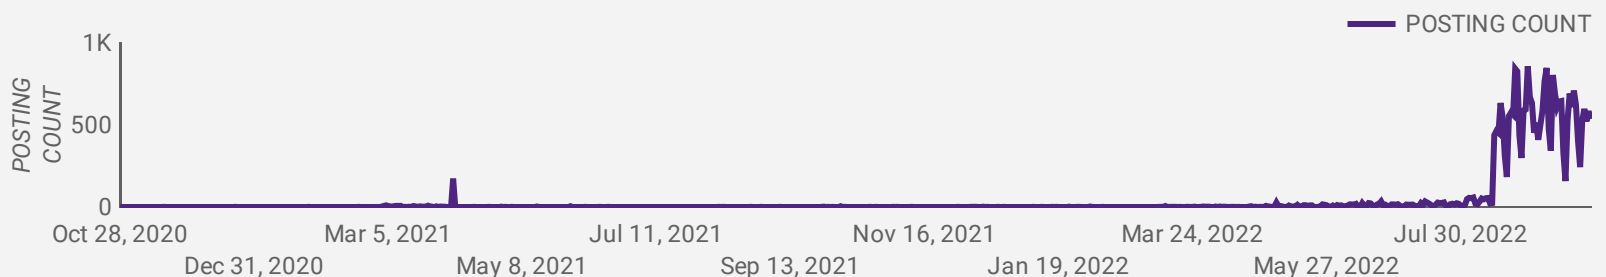 POSTING COUNT
1K
500
0
POSTING
COUNT
Oct 28, 2020
Mar 5, 2021
Jul 11, 2021
Nov 16, 2021
Mar 24, 2022
Jul 30, 2022
Dec 31, 2020
May 8, 2021
Sep 13, 2021
Jan 19, 2022
May 27, 2022